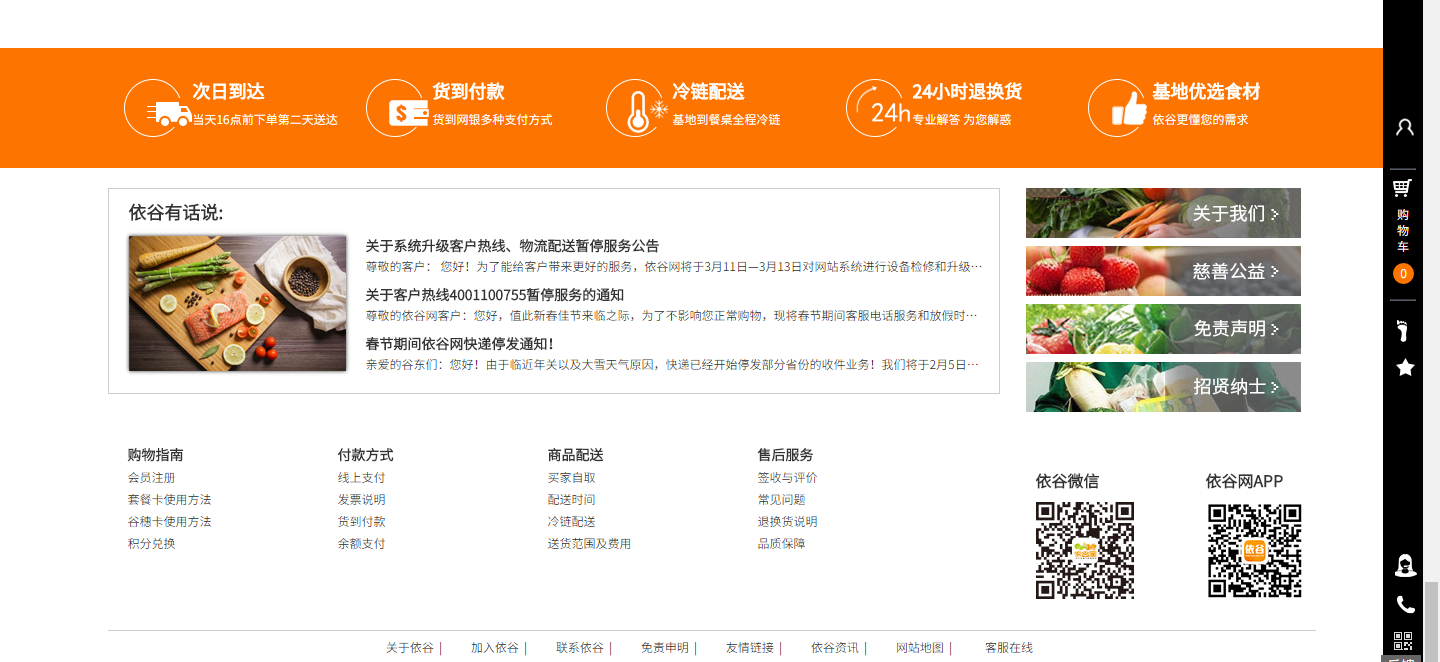 次日到达
当天16点前下单第二天送达
货到付款
货到网银多种支付方式
冷链配送
基地到餐桌全程冷链
24h
24小时退换货
专业解答 为您解惑
基地优选食材
依谷更懂您的需求
依谷有话说:
关于系统升级客户热线、物流配送暂停服务公告
尊敬的客户： 您好！为了能给客户带来更好的服务，依谷网将于3月11日—3月13日对网站系统进行设备检修和升级…
关于客户热线4001100755暂停服务的通知
尊敬的依谷网客户：您好，值此新春佳节来临之际，为了不影响您正常购物，现将春节期间客服电话服务和放假时…
春节期间依谷网快递停发通知！
亲爱的谷东们：您好！由于临近年关以及大雪天气原因，快递已经开始停发部分省份的收件业务！我们将于2月5日…
关于我们
慈善公益
免责声明
招贤纳士
购物指南
会员注册
套餐卡使用方法
谷穗卡使用方法
积分兑换
付款方式
线上支付
发票说明
货到付款
余额支付
商品配送
买家自取
配送时间
冷链配送
送货范围及费用
售后服务
签收与评价
常见问题
退换货说明
品质保障
依谷微信
依谷网APP
依谷
关于依谷 |
加入依谷 |
联系依谷 |
免责申明 |
友情链接 |
依谷资讯 |
网站地图 |
客服在线
购
物
车
0